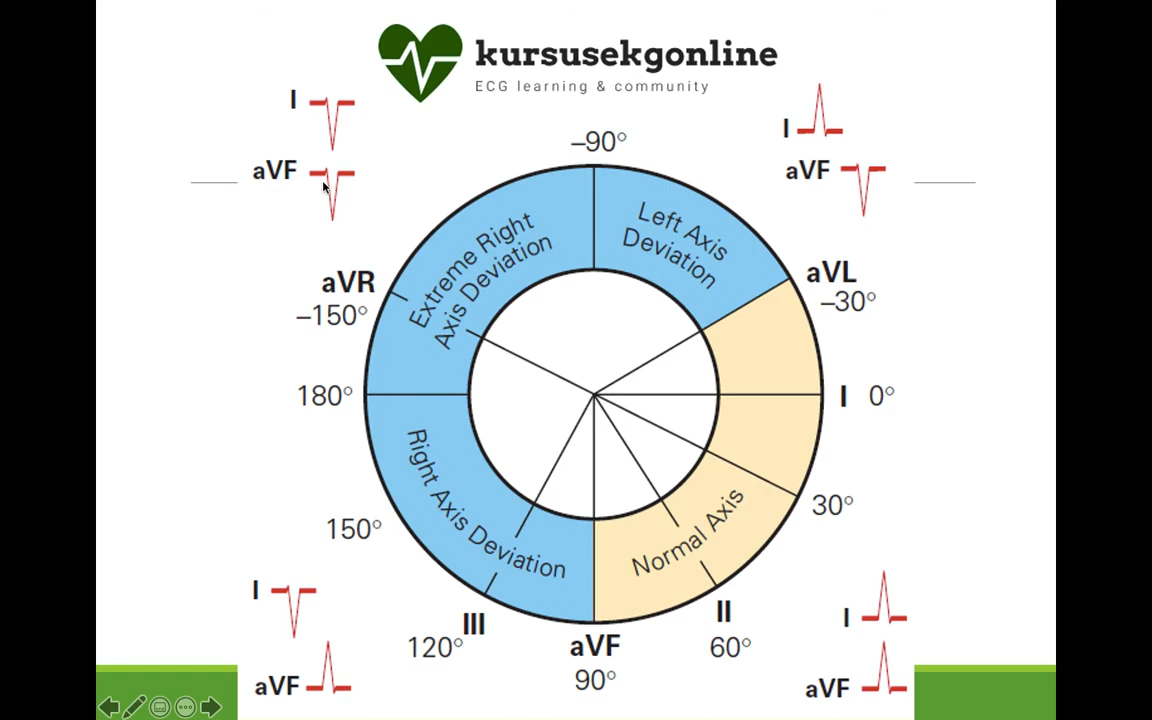 kursusekgonline
ECG learning & community
I
aVF
I
aVF
–90°
Left Axis
Deviation
Extreme Right
Axis Deviation
aVR
–150°
aVL
–30°
180°
I 0°
Right Axis Deviation
Normal Axis
150°
30°
I
aVF
III
120°
aVF
90°
II
60°
I
aVF